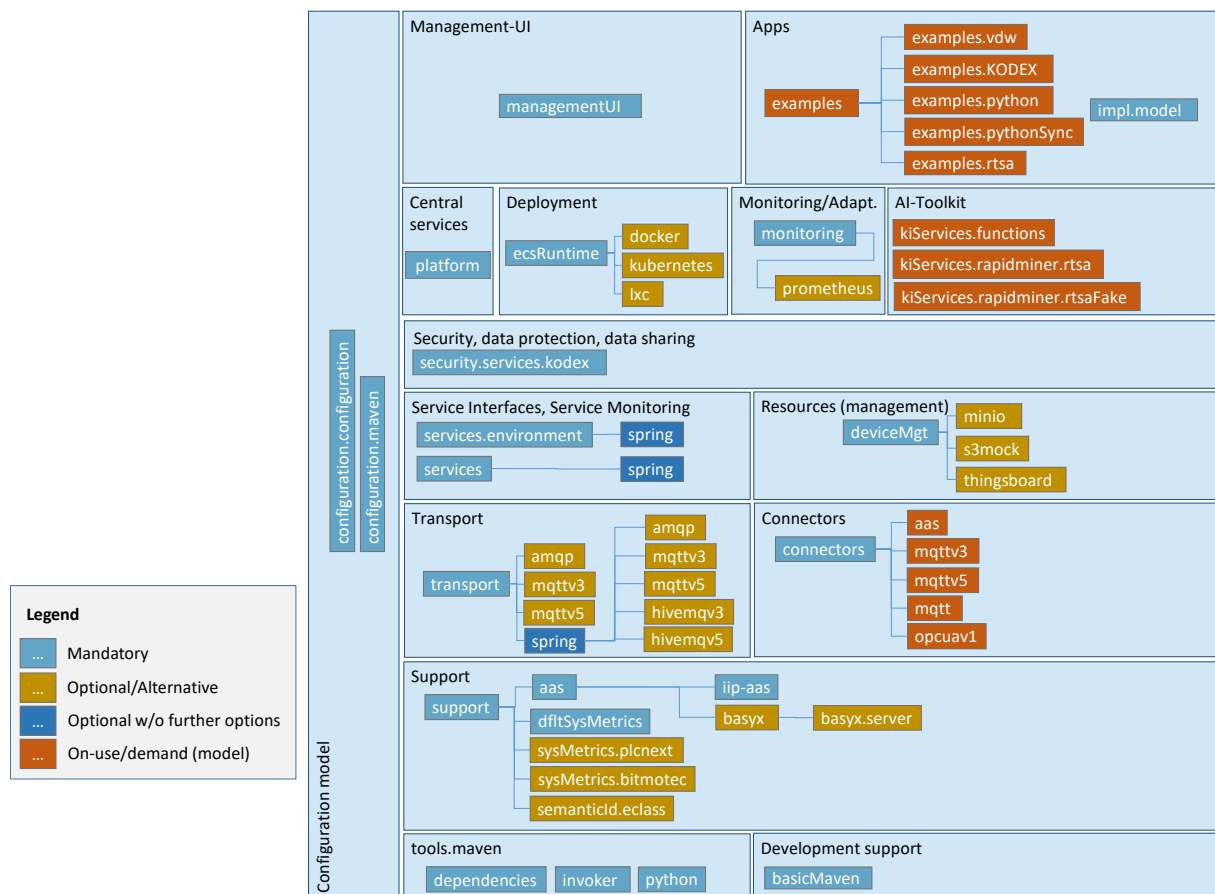 Management-UI
managementUI
Apps
examples
examples.vdw
examples.KODEX
examples.python
examples.pythonSync
examples.rtsa
impl.model
Central
services
platform
Deployment
ecsRuntime
docker
kubernetes
lxc
Monitoring/Adapt.
monitoring
prometheus
AI-Toolkit
kiServices.functions
kiServices.rapidminer.rtsa
kiServices.rapidminer.rtsaFake
Security, data protection, data sharing
security.services.kodex
Service Interfaces, Service Monitoring
services.environment
spring
services
spring
Resources (management)
deviceMgt
minio
s3mock
thingsboard
Transport
transport
amqp
mqttv3
mqttv5
spring
amqp
mqttv3
mqttv5
hivemqv3
hivemqv5
Connectors
connectors
aas
mqttv3
mqttv5
mqtt
opcuav1
Support
support
aas
iip-aas
dfltSysMetrics
basyx
basyx.server
sysMetrics.plcnext
sysMetrics.bitmotec
semanticId.eclass
tools.maven
dependencies
invoker
python
Development support
basicMaven
Configuration model
configuration.configuration
configuration.maven
Legend
... Mandatory
... Optional/Alternative
... Optional w/o further options
... On-use/demand (model)